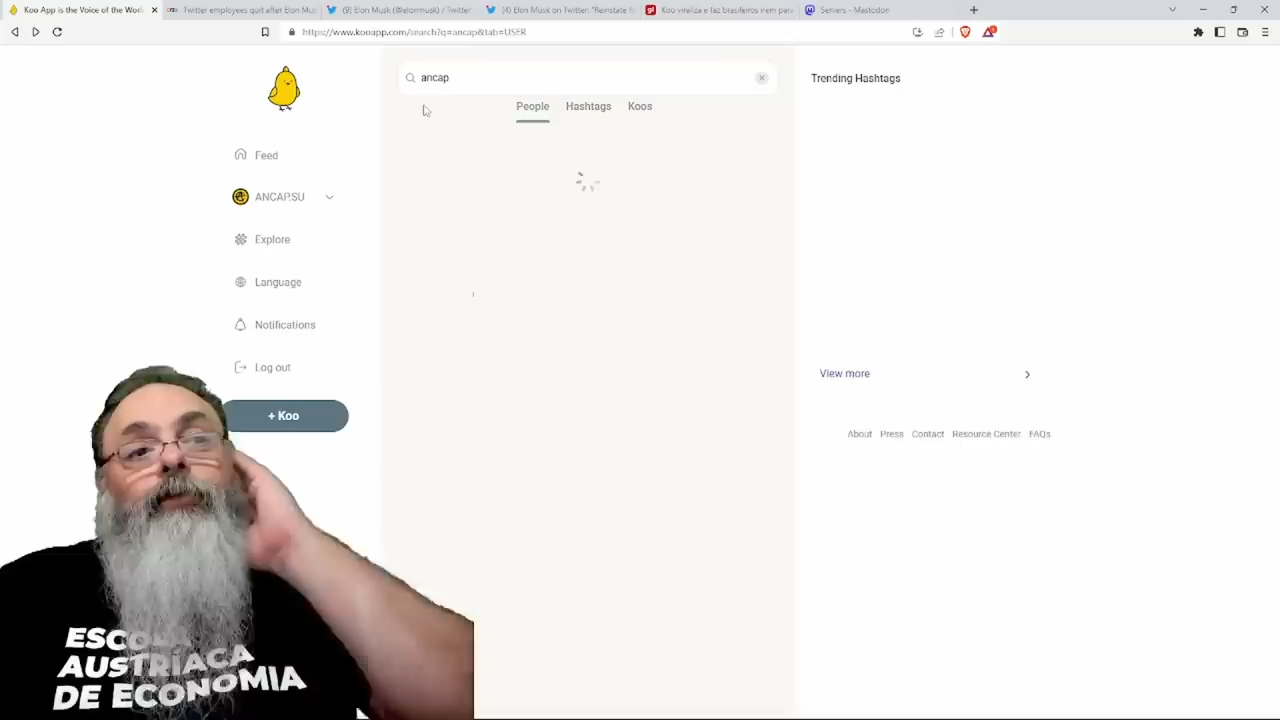 Koo App is the Voice of the World
Twitter employees quit after Elon Mus
(9) Elon Musk (@elonmusk) / Twitter
(4) Elon Musk on Twitter: "Reinstate fo
Koo viraliza e faz brasileiros irem para
Servers - Mastodon
https://www.kooapp.com/search?q=ancap&tab=USER
ancap
People
Hashtags
Koos
Trending Hashtags
Feed
ANCAP.SU
Explore
Language
Notifications
Log out
+ Koo
View more
About
Press
Contact
Resource Center
FAQs
ESCOLA
AUSTRÍACA
DE ECONOMIA